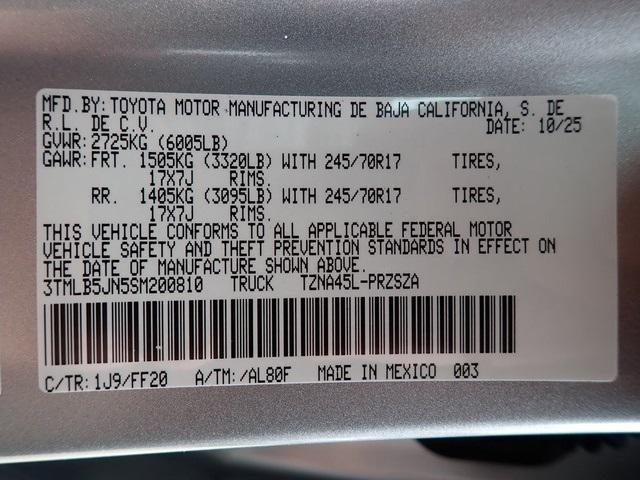 MFD.BY: TOYOTA MOTOR MANUFACTURING DE BAJA CALIFORNIA, S. DE
R.L. DE C.V. DATE: 10/25
GVWR: 2725KG (6005LB)
GAWR: FRT. 1505KG (3320LB) WITH 245/70R17 TIRES,
17X7J RIMS.
RR. 1405KG (3095LB) WITH 245/70R17 TIRES,
17X7J RIMS.
THIS VEHICLE CONFORMS TO ALL APPLICABLE FEDERAL MOTOR
VEHICLE SAFETY AND THEFT PREVENTION STANDARDS IN EFFECT ON
THE DATE OF MANUFACTURE SHOWN ABOVE.
3TMLB5JN5SM200810 TRUCK TZNA45L-PRZSZA
C/TR: 1J9/FF20 A/TM: /AL80F MADE IN MEXICO 003